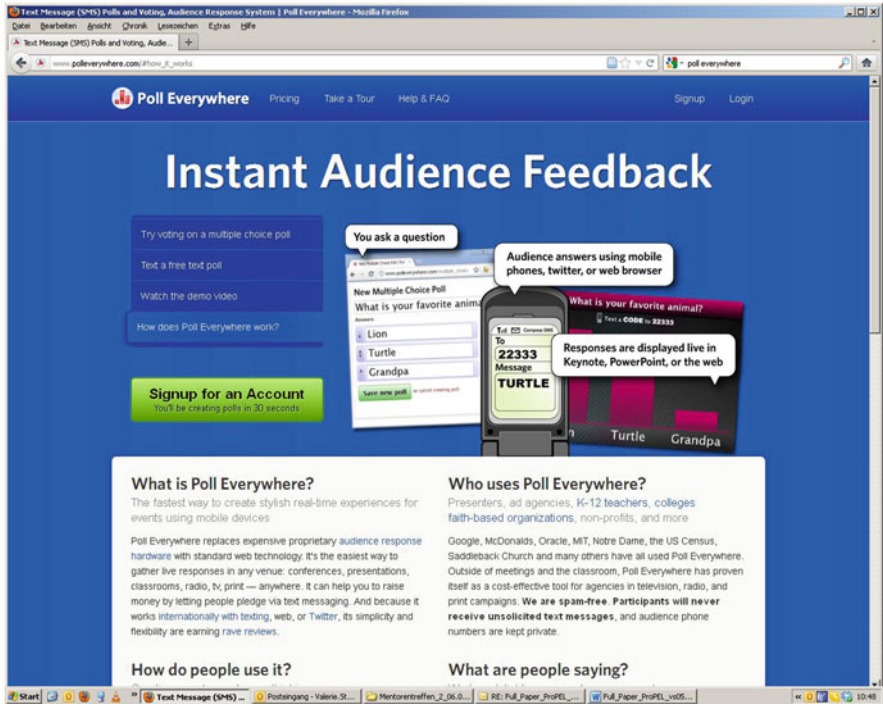 Text Message (SMS) Polls and Voting, Audience Response System | Poll Everywhere - Mozilla Firefox
Datei Bearbeiten Ansicht Chronik Lesezeichen Extras Hilfe
Text Message (SMS) Polls and Voting, Audie...
www.polleverywhere.com/#how_it_works
poll everywhere
Poll Everywhere Pricing Take a Tour Help & FAQ Signup Login
Instant Audience Feedback
Try voting on a multiple choice poll
Text a free text poll
Watch the demo video
How does Poll Everywhere work?
Signup for an Account
You'll be creating polls in 30 seconds
You ask a question
New Multiple Choice Poll
What is your favorite anima
Answers
Lion
Turtle
Grandpa
Save new poll or cancel creating poll
Audience answers using mobile
phones, twitter, or web browser
Compose SMS
To
22333
Message
TURTLE
What is your favorite animal?
Text a CODE to 22333
Responses are displayed live in
Keynote, PowerPoint, or the web
n Turtle Grandpa
What is Poll Everywhere?
The fastest way to create stylish real-time experiences for
events using mobile devices
Poll Everywhere replaces expensive proprietary audience response
hardware with standard web technology. It's the easiest way to
gather live responses in any venue: conferences, presentations,
classrooms, radio, tv, print — anywhere. It can help you to raise
money by letting people pledge via text messaging. And because it
works internationally with texting, web, or Twitter, its simplicity and
flexibility are earning rave reviews.
Who uses Poll Everywhere?
Presenters, ad agencies, K-12 teachers, colleges
faith-based organizations, non-profits, and more
Google, McDonalds, Oracle, MIT, Notre Dame, the US Census,
Saddleback Church and many others have all used Poll Everywhere.
Outside of meetings and the classroom, Poll Everywhere has proven
itself as a cost-effective tool for agencies in television, radio, and
print campaigns. We are spam-free. Participants will never
receive unsolicited text messages, and audience phone
numbers are kept private.
How do people use it?
What are people saying?
Start
Text Message (SMS) ...
Posteingang - Valerie.St...
Mentorentreffen_2_06.0...
RE: Full_Paper_ProPEL_...
Full_Paper_ProPEL_vs05...
10:48